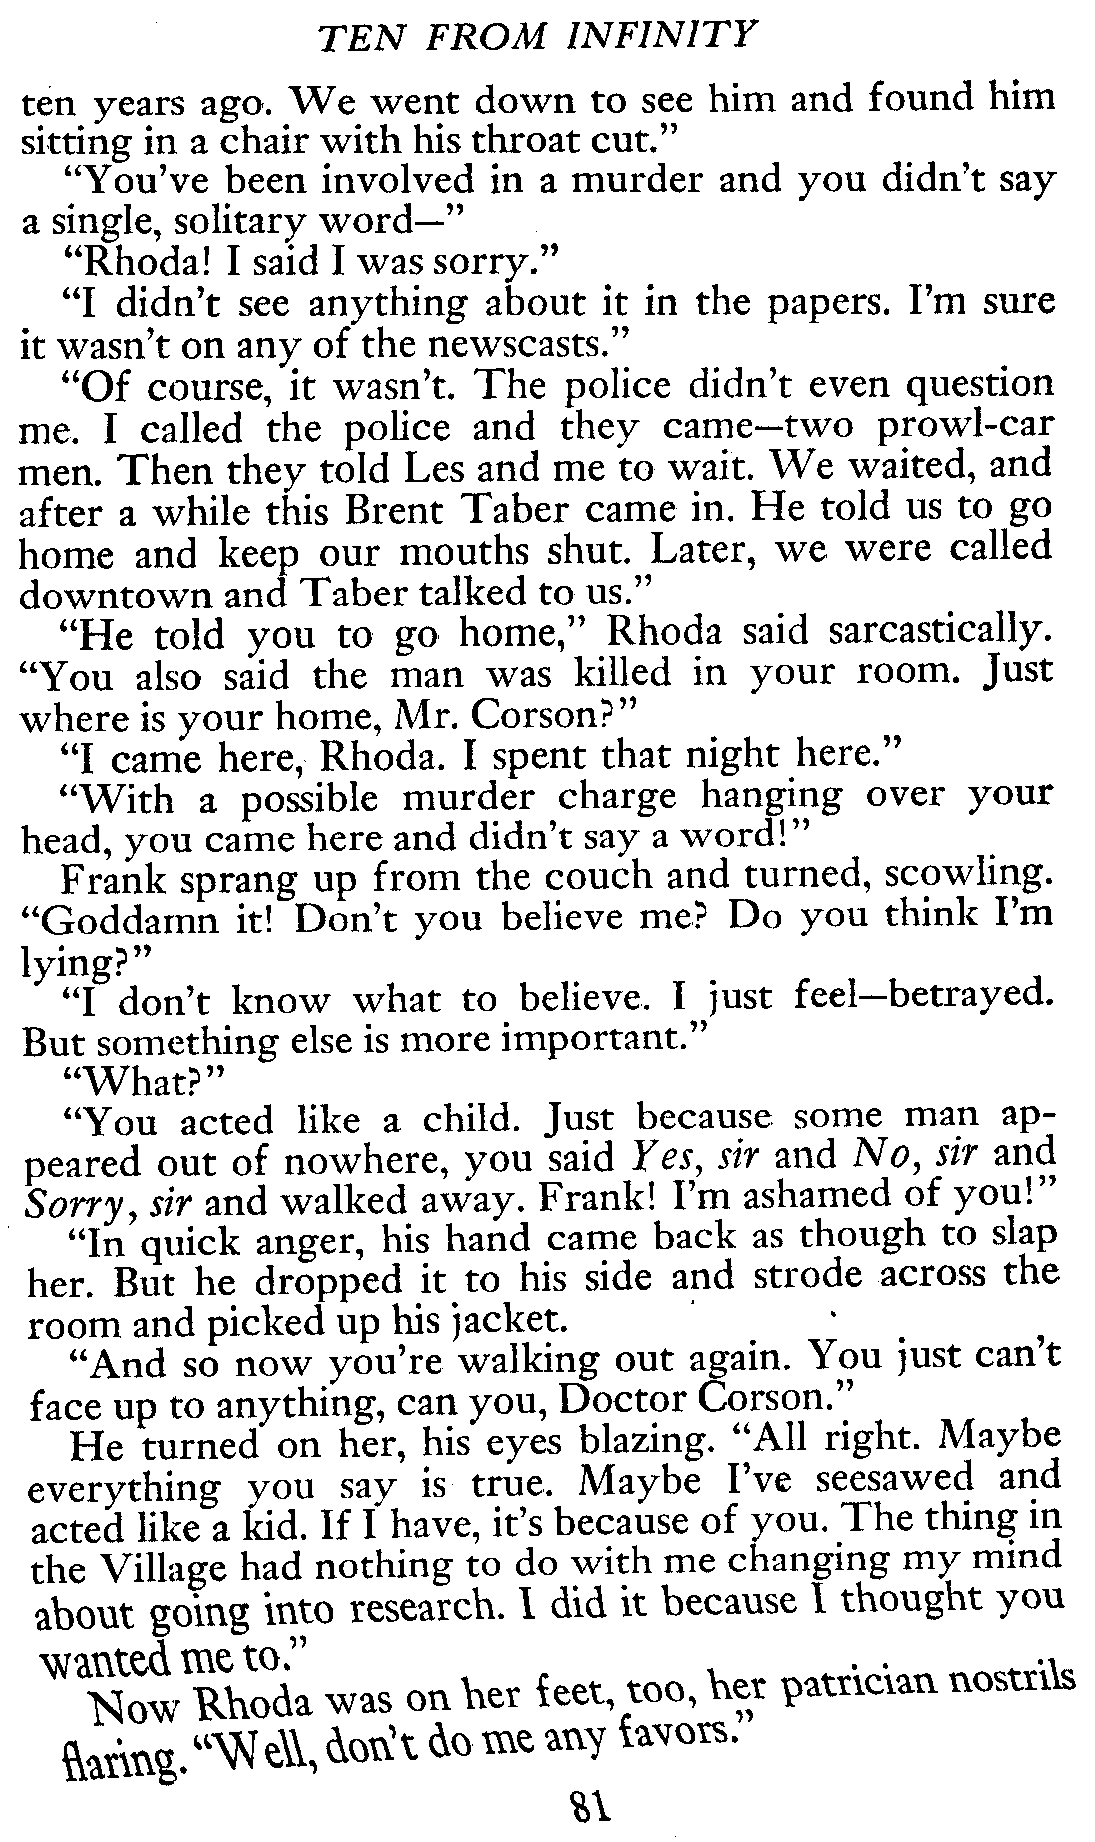 TEN FROM INFINITY
ten years ago. We went down to see him and found him
sitting in a chair with his throat cut.”
“You've been involved in a murder and you didn't say
a single, solitary word—”
“Rhoda! I said I was sorry.”
“I didn't see anything about it in the papers. I'm sure
it wasn't on any of the newscasts.”
“Of course, it wasn't. The police didn't even question
me. I called the police and they came—two prowl-car
men. Then they told Les and me to wait. We waited, and
after a while this Brent Taber came in. He told us to go
home and keep our mouths shut. Later, we were called
downtown and Taber talked to us.”
“He told you to go home,” Rhoda said sarcastically.
“You also said the man was killed in your room. Just
where is your home, Mr. Corson?”
“I came here, Rhoda. I spent that night here.”
“With a possible murder charge hanging over your
head, you came here and didn't say a word!”
Frank sprang up from the couch and turned, scowling.
“Goddamn it! Don't you believe me? Do you think I'm
lying?”
“I don't know what to believe. I just feel—betrayed.
But something else is more important.”
“What?”
“You acted like a child. Just because some man ap-
peared out of nowhere, you said Yes, sir and No, sir and
Sorry, sir and walked away. Frank! I'm ashamed of you!”
“In quick anger, his hand came back as though to slap
her. But he dropped it to his side and strode across the
room and picked up his jacket.
“And so now you're walking out again. You just can't
face up to anything, can you, Doctor Corson.”
He turned on her, his eyes blazing. “All right. Maybe
everything you say is true. Maybe I've seesawed and
acted like a kid. If I have, it's because of you. The thing in
the Village had nothing to do with me changing my mind
about going into research. I did it because I thought you
wanted me to.”
Now Rhoda was on her feet, too, her patrician nostrils
flaring. “Well, don't do me any favors.”
81